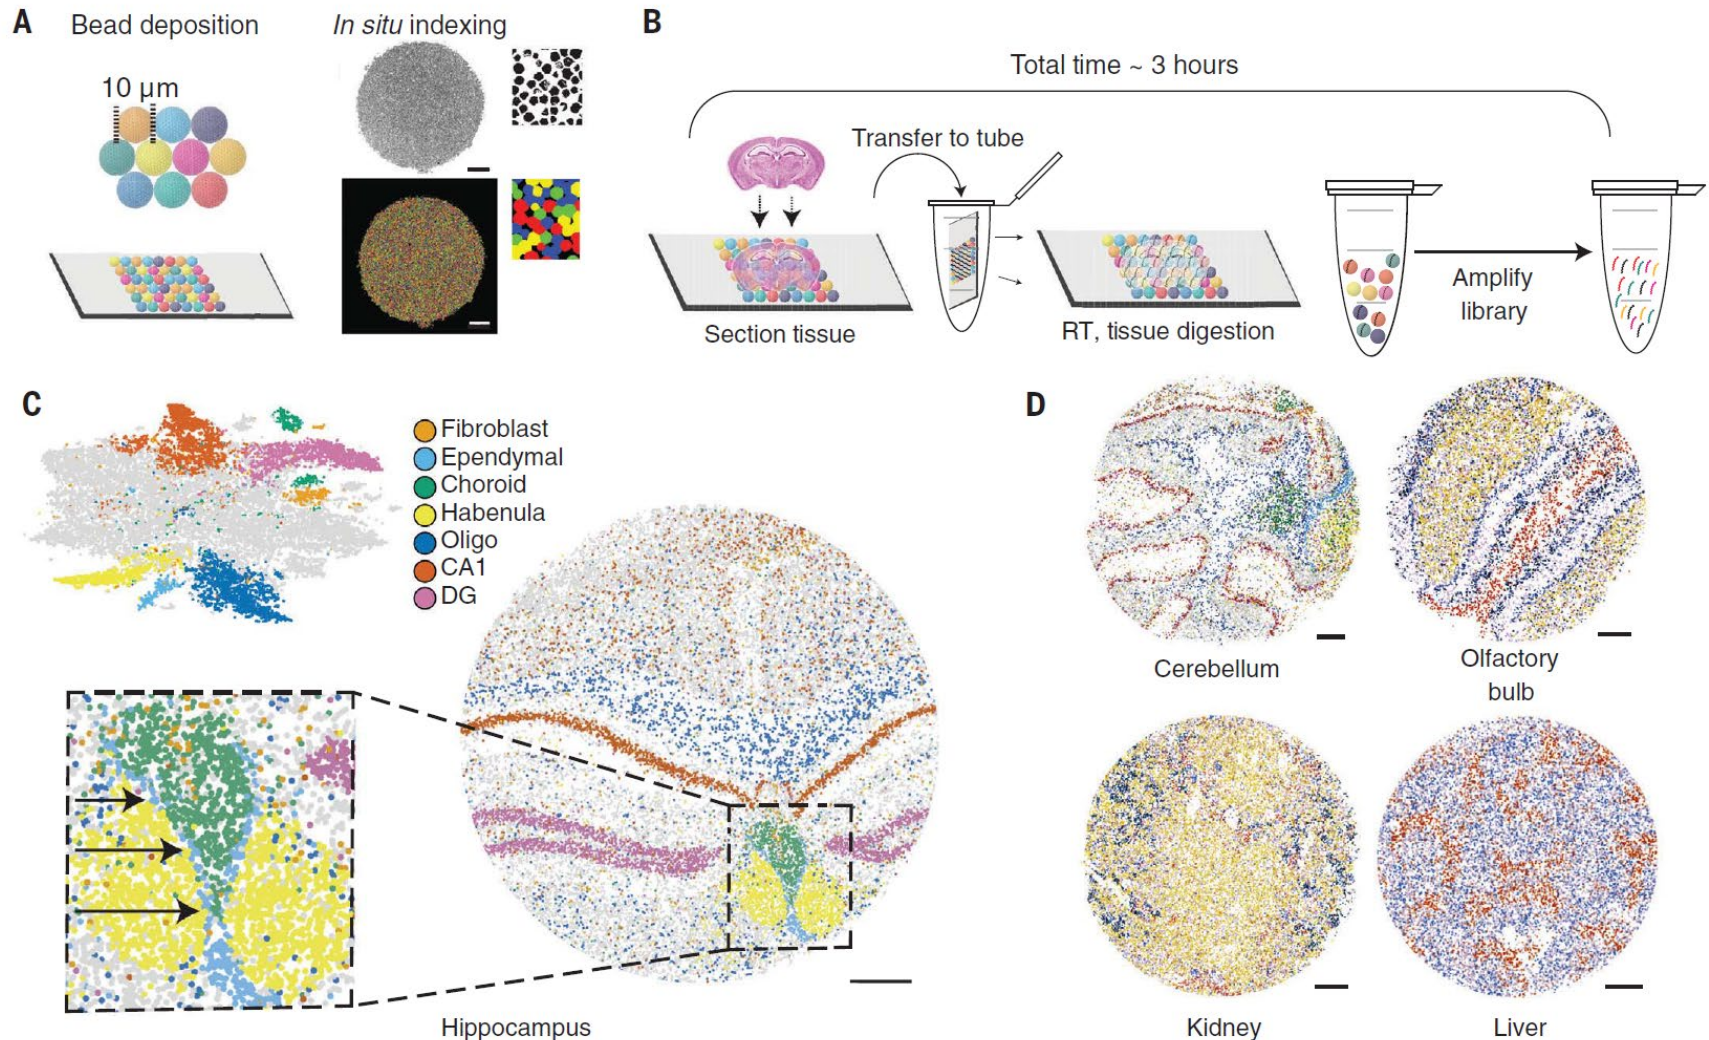 A
Bead deposition
In situ indexing
10 µm
B
Total time ~ 3 hours
Transfer to tube
Section tissue
RT, tissue digestion
Amplify
library
C
Fibroblast
Ependymal
Choroid
Habenula
Oligo
CA1
DG
Hippocampus
D
Cerebellum
Olfactory
bulb
Kidney
Liver